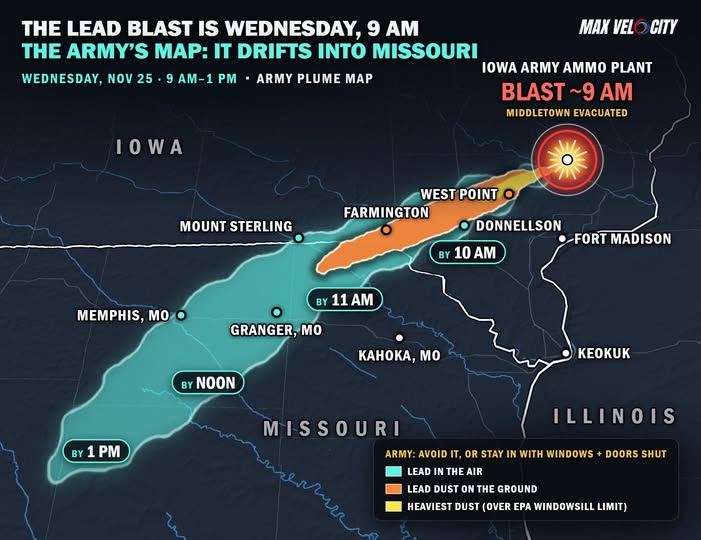 THE LEAD BLAST IS WEDNESDAY, 9 AM
THE ARMY'S MAP: IT DRIFTS INTO MISSOURI
WEDNESDAY, NOV 25 · 9 AM–1 PM ▪ ARMY PLUME MAP
MAX VELOCITY
IOWA ARMY AMMO PLANT
BLAST ~9 AM
MIDDLETOWN EVACUATED
IOWA
WEST POINT
FARMINGTON
MOUNT STERLING
DONNELLSON
FORT MADISON
BY 10 AM
BY 11 AM
MEMPHIS, MO
GRANGER, MO
KAHOKA, MO
KEOKUK
BY NOON
ILLINOIS
MISSOURI
BY 1 PM
ARMY: AVOID IT, OR STAY IN WITH WINDOWS + DOORS SHUT
LEAD IN THE AIR
LEAD DUST ON THE GROUND
HEAVIEST DUST (OVER EPA WINDOWSILL LIMIT)